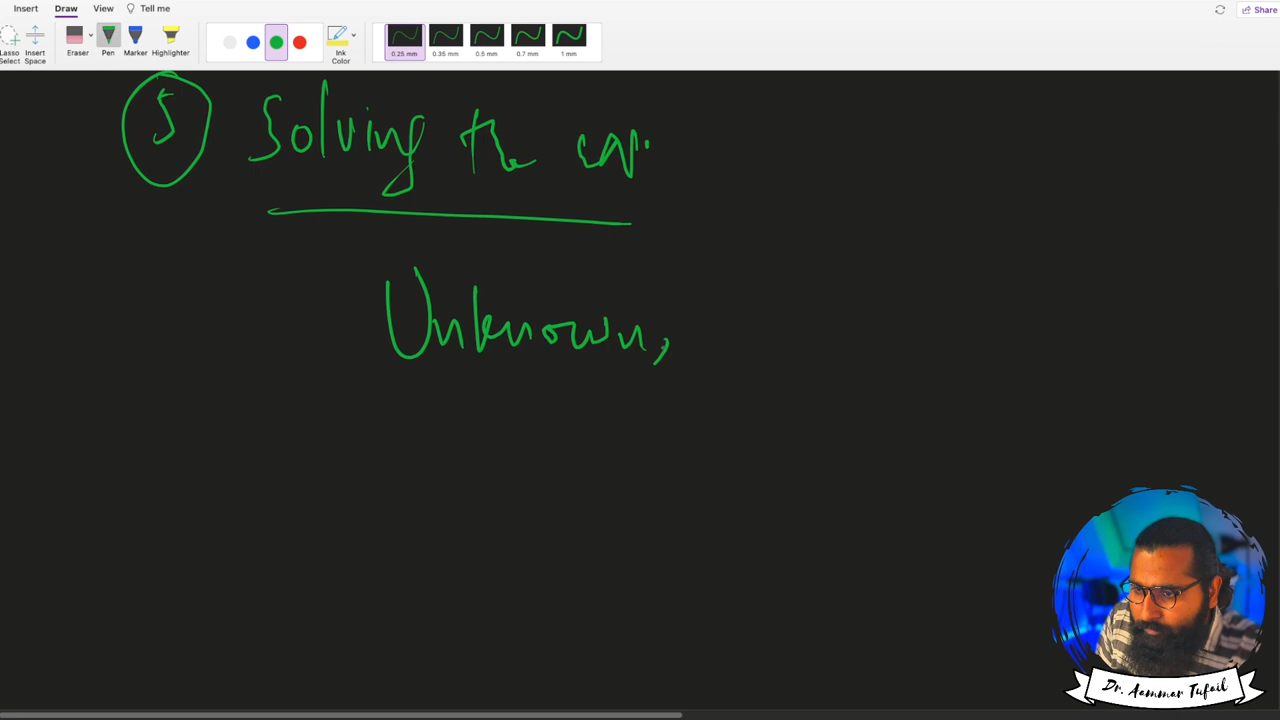 Insert Draw View Tell me
Share
Lasso Select Insert Space Eraser Pen Marker Highlighter Ink Color 0.25 mm 0.35 mm 0.5 mm 0.7 mm 1 mm
5 Solving the
Unknown,
Dr. Aammar Tufail